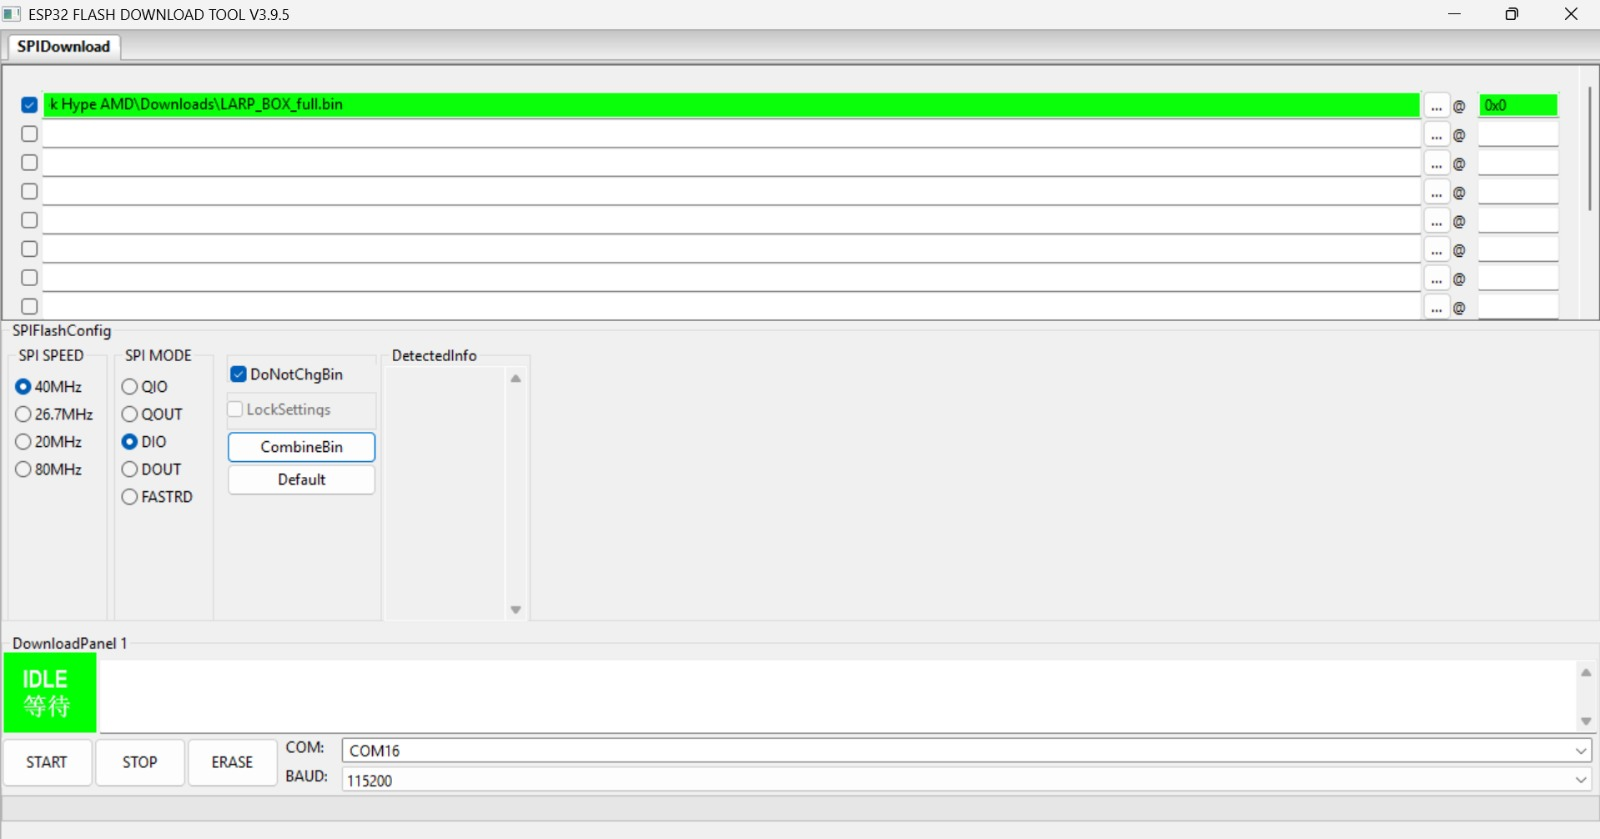 ESP32 FLASH DOWNLOAD TOOL V3.9.5
SPIDownload
k Hype AMD\Downloads\LARP_BOX_full.bin ... @ 0x0
... @
... @
... @
... @
... @
... @
... @
SPIFlashConfig
SPI SPEED
40MHz
26.7MHz
20MHz
80MHz
SPI MODE
QIO
QOUT
DIO
DOUT
FASTRD
DoNotChgBin
LockSettings
CombineBin
Default
DetectedInfo
DownloadPanel 1
IDLE
等待
START
STOP
ERASE
COM: COM16
BAUD: 115200